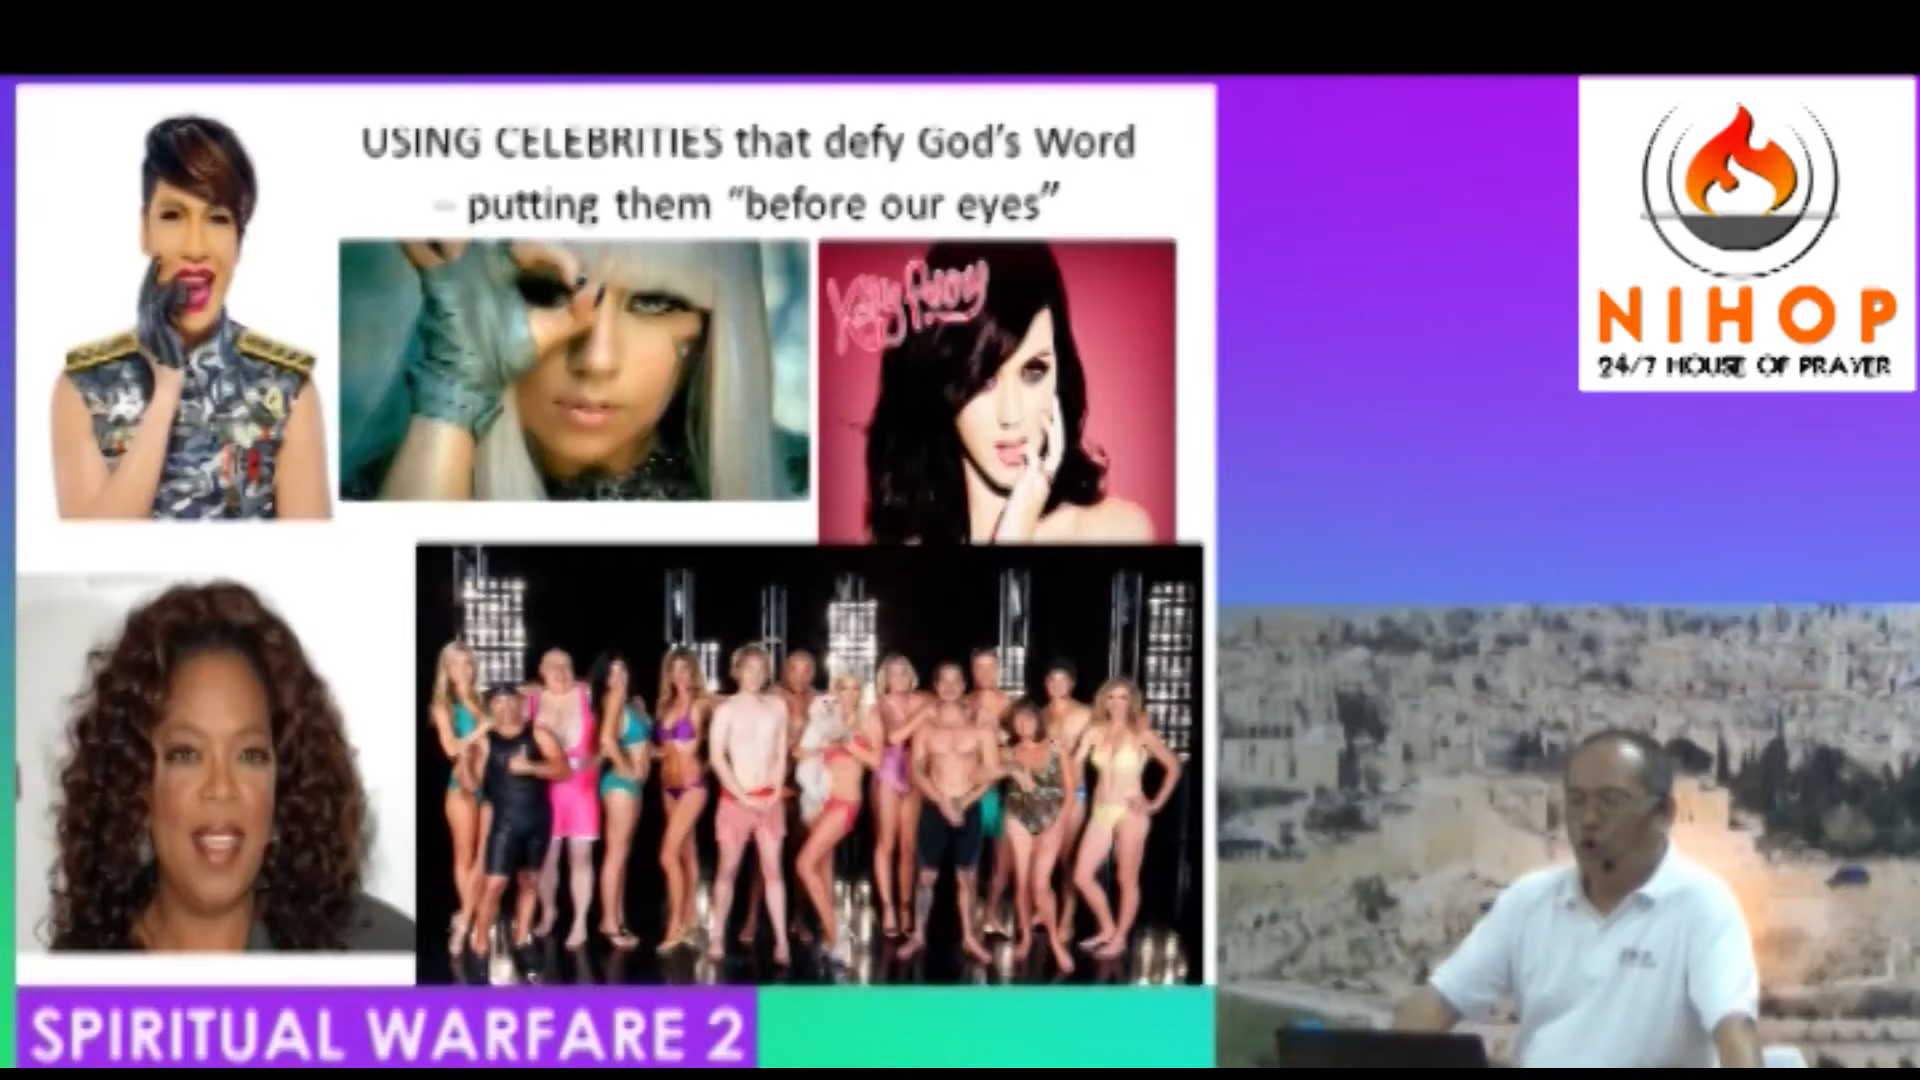 USING CELEBRITIES that defy God's Word
– putting them “before our eyes”
Katy Perry
NIHOP
24/7 HOUSE OF PRAYER
SPIRITUAL WARFARE 2